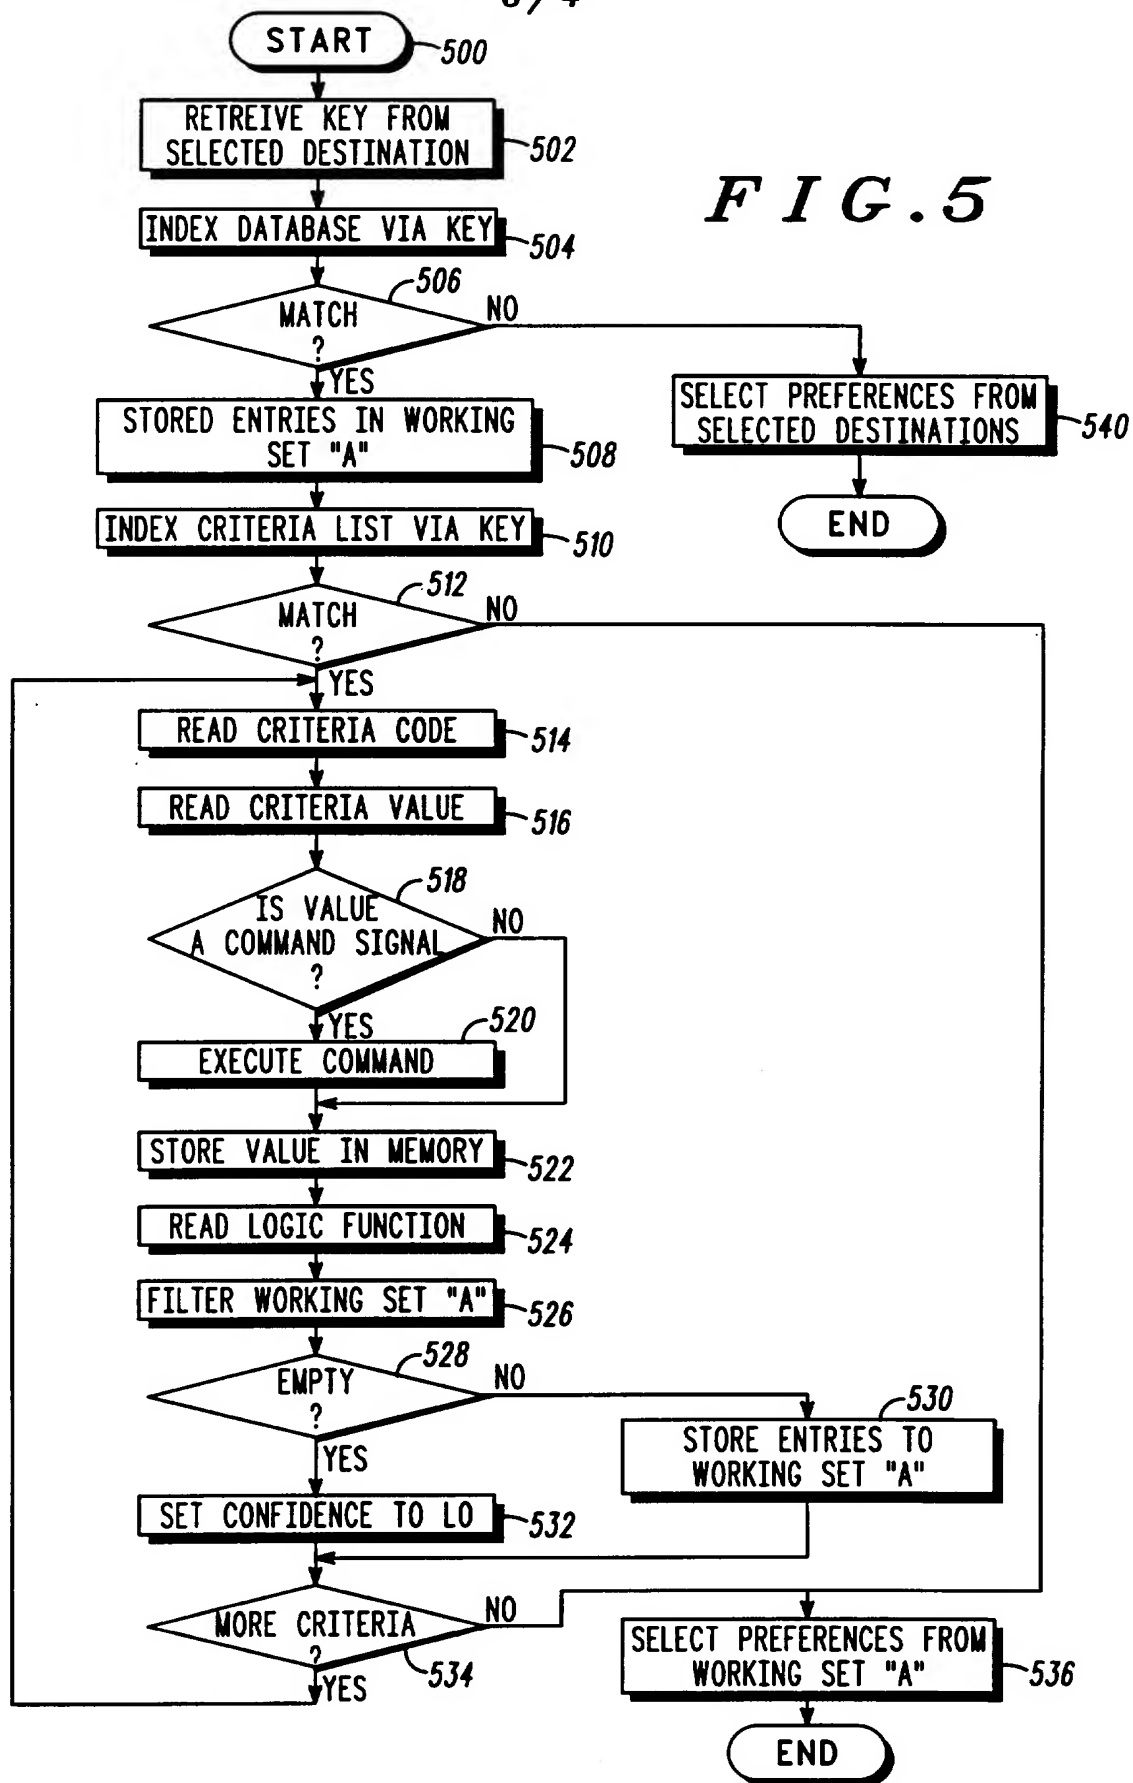 START
500
RETREIVE KEY FROM
SELECTED DESTINATION
502
FIG.5
INDEX DATABASE VIA KEY
504
506
MATCH
?
NO
YES
SELECT PREFERENCES FROM
SELECTED DESTINATIONS
540
END
STORED ENTRIES IN WORKING
SET "A"
508
INDEX CRITERIA LIST VIA KEY
510
512
MATCH
?
NO
YES
READ CRITERIA CODE
514
READ CRITERIA VALUE
516
518
IS VALUE
A COMMAND SIGNAL
?
NO
YES
520
EXECUTE COMMAND
STORE VALUE IN MEMORY
522
READ LOGIC FUNCTION
524
FILTER WORKING SET "A"
526
528
EMPTY
?
NO
YES
530
STORE ENTRIES TO
WORKING SET "A"
SET CONFIDENCE TO LO
532
MORE CRITERIA
?
NO
534
YES
SELECT PREFERENCES FROM
WORKING SET "A"
536
END